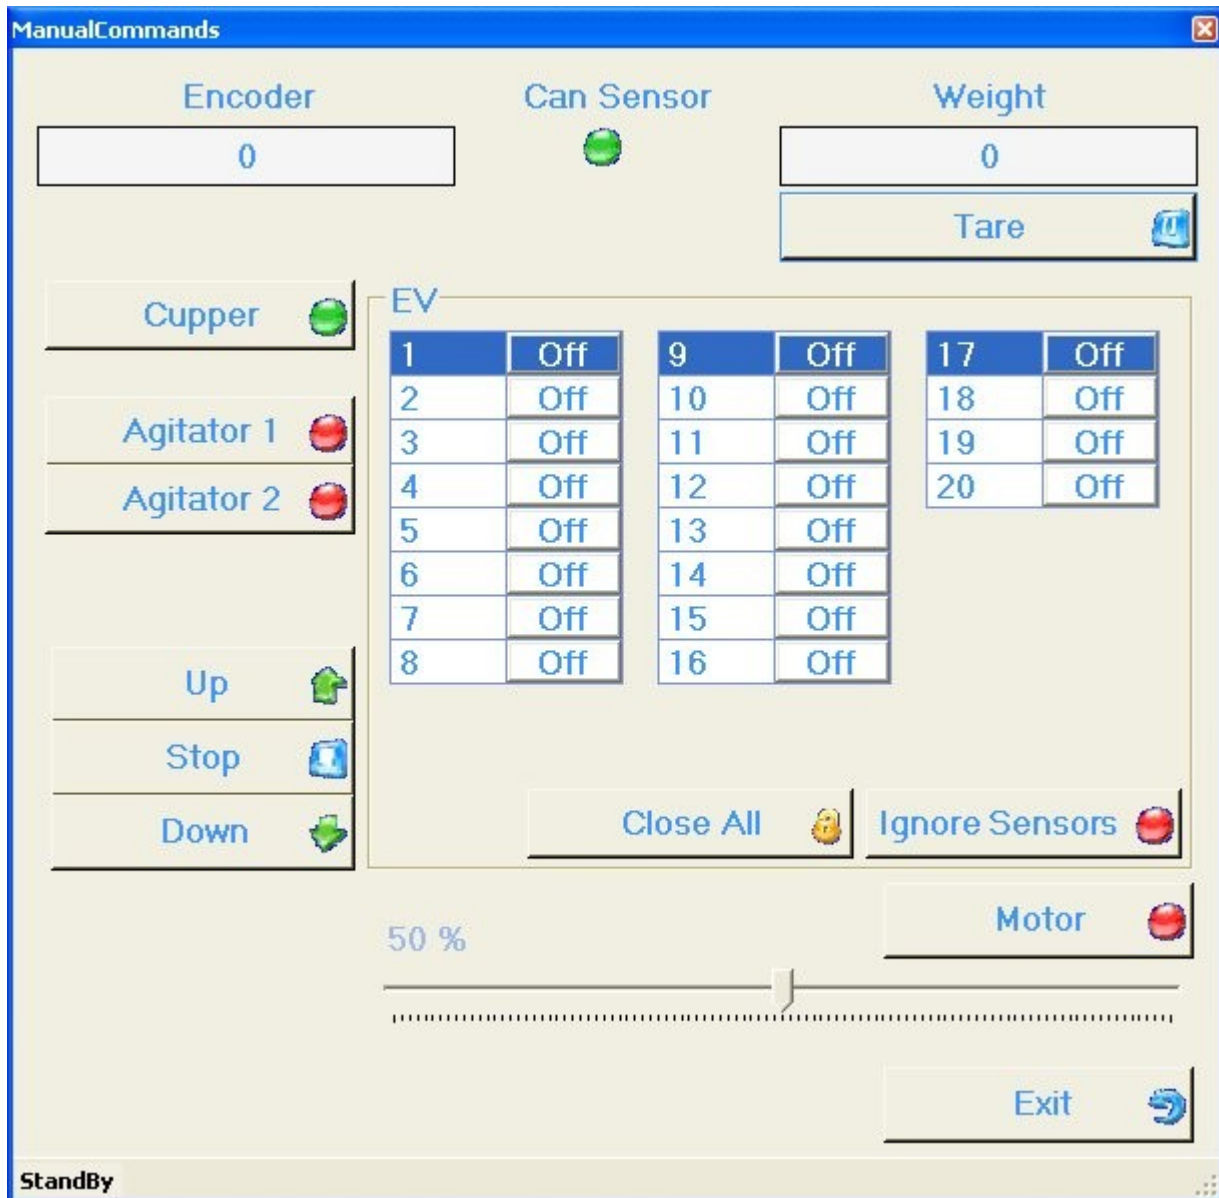 ManualCommands
Encoder Can Sensor Weight
0 0
Tare
Cupper
Agitator 1
Agitator 2
Up
Stop
Down
EV
1 Off 9 Off 17 Off
2 Off 10 Off 18 Off
3 Off 11 Off 19 Off
4 Off 12 Off 20 Off
5 Off 13 Off
6 Off 14 Off
7 Off 15 Off
8 Off 16 Off
Close All Ignore Sensors
Motor
50 %
Exit
StandBy